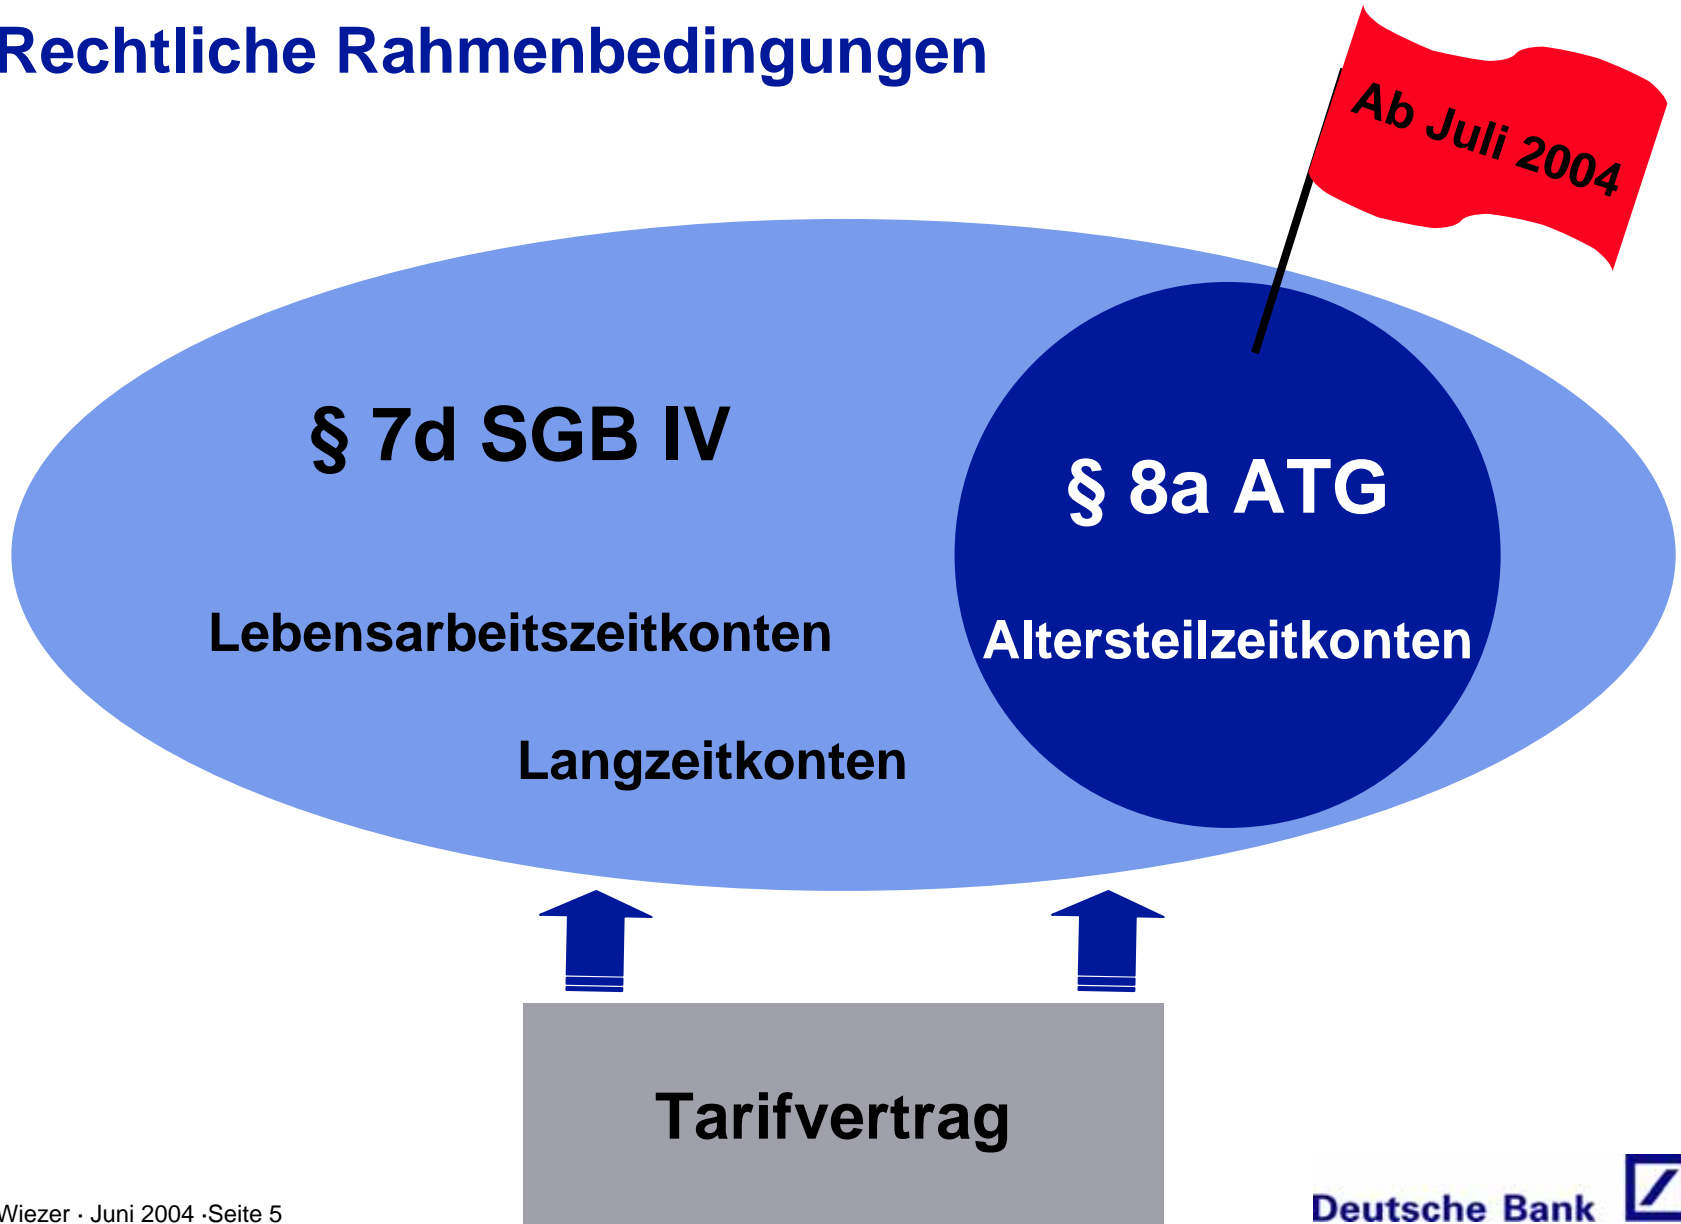 Rechtliche Rahmenbedingungen
Ab Juli 2004
§ 7d SGB IV
§ 8a ATG
Lebensarbeitszeitkonten
Altersteilzeitkonten
Langzeitkonten
Tarifvertrag
Wiezer · Juni 2004 ·Seite 5
Deutsche Bank